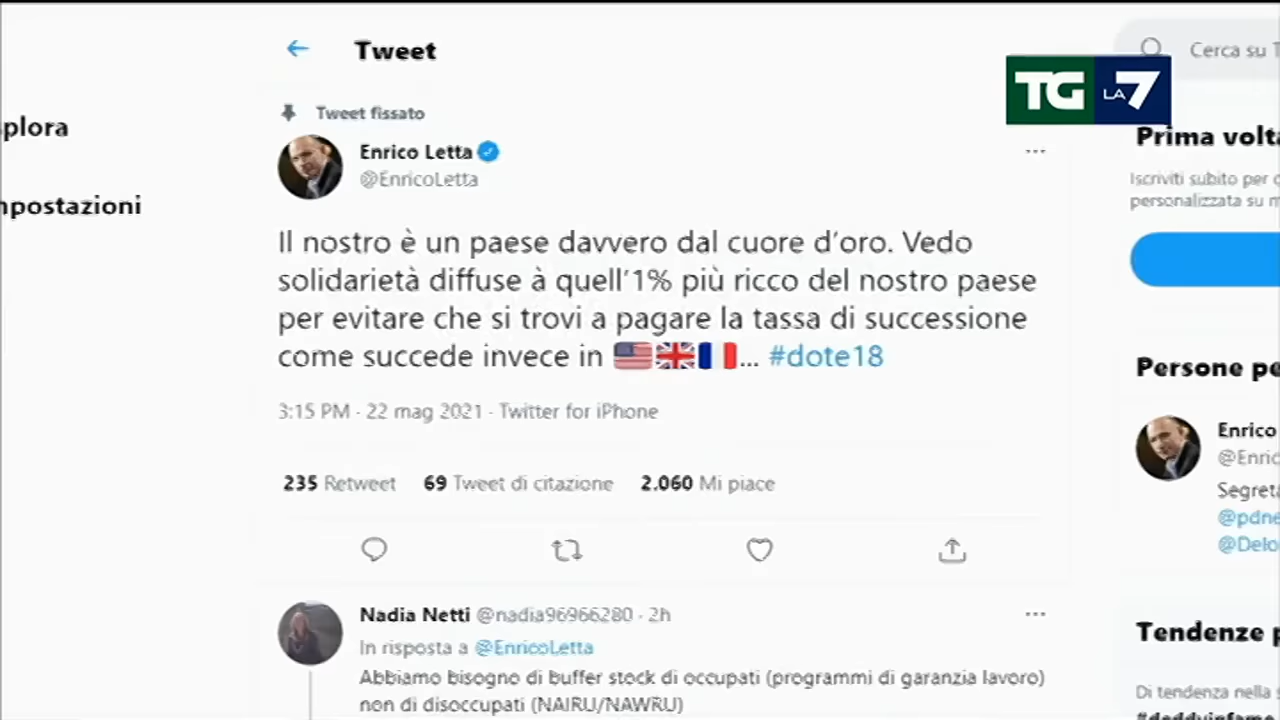 Tweet
Cerca su
TG LA 7
Tweet fissato
Enrico Letta
@EnricoLetta
...
Il nostro è un paese davvero dal cuore d'oro. Vedo
solidarietà diffuse à quell'1% più ricco del nostro paese
per evitare che si trovi a pagare la tassa di successione
come succede invece in ... #dote18
3:15 PM · 22 mag 2021 · Twitter for iPhone
235 Retweet 69 Tweet di citazione 2.060 Mi piace
Nadia Netti @nadia96966280 · 2h
...
In risposta a @EnricoLetta
Abbiamo bisogno di buffer stock di occupati (programmi di garanzia lavoro)
non di disoccupati (NAIRU/NAWRU)
plora
mpostazioni
Prima volta
Iscriviti subito per
personalizzata su
Persone pe
Enrico
@Enric
Segreta
@pdne
@Delo
Tendenze p
Di tendenza nella